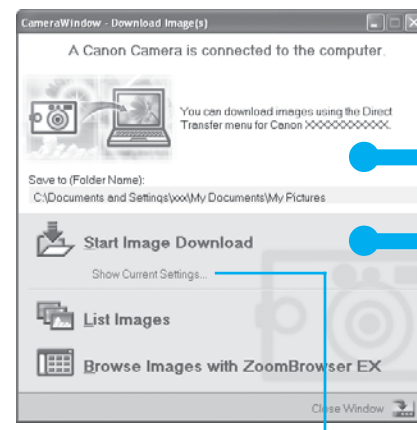 CameraWindow - Download Image(s)
A Canon Camera is connected to the computer.
You can download images using the Direct
Transfer menu for Canon XXXXXXXXXXX.
Save to (Folder Name):
C:\Documents and Settings\xxx\My Documents\My Pictures
Start Image Download
Show Current Settings...
List Images
Browse Images with ZoomBrowser EX
Close Window